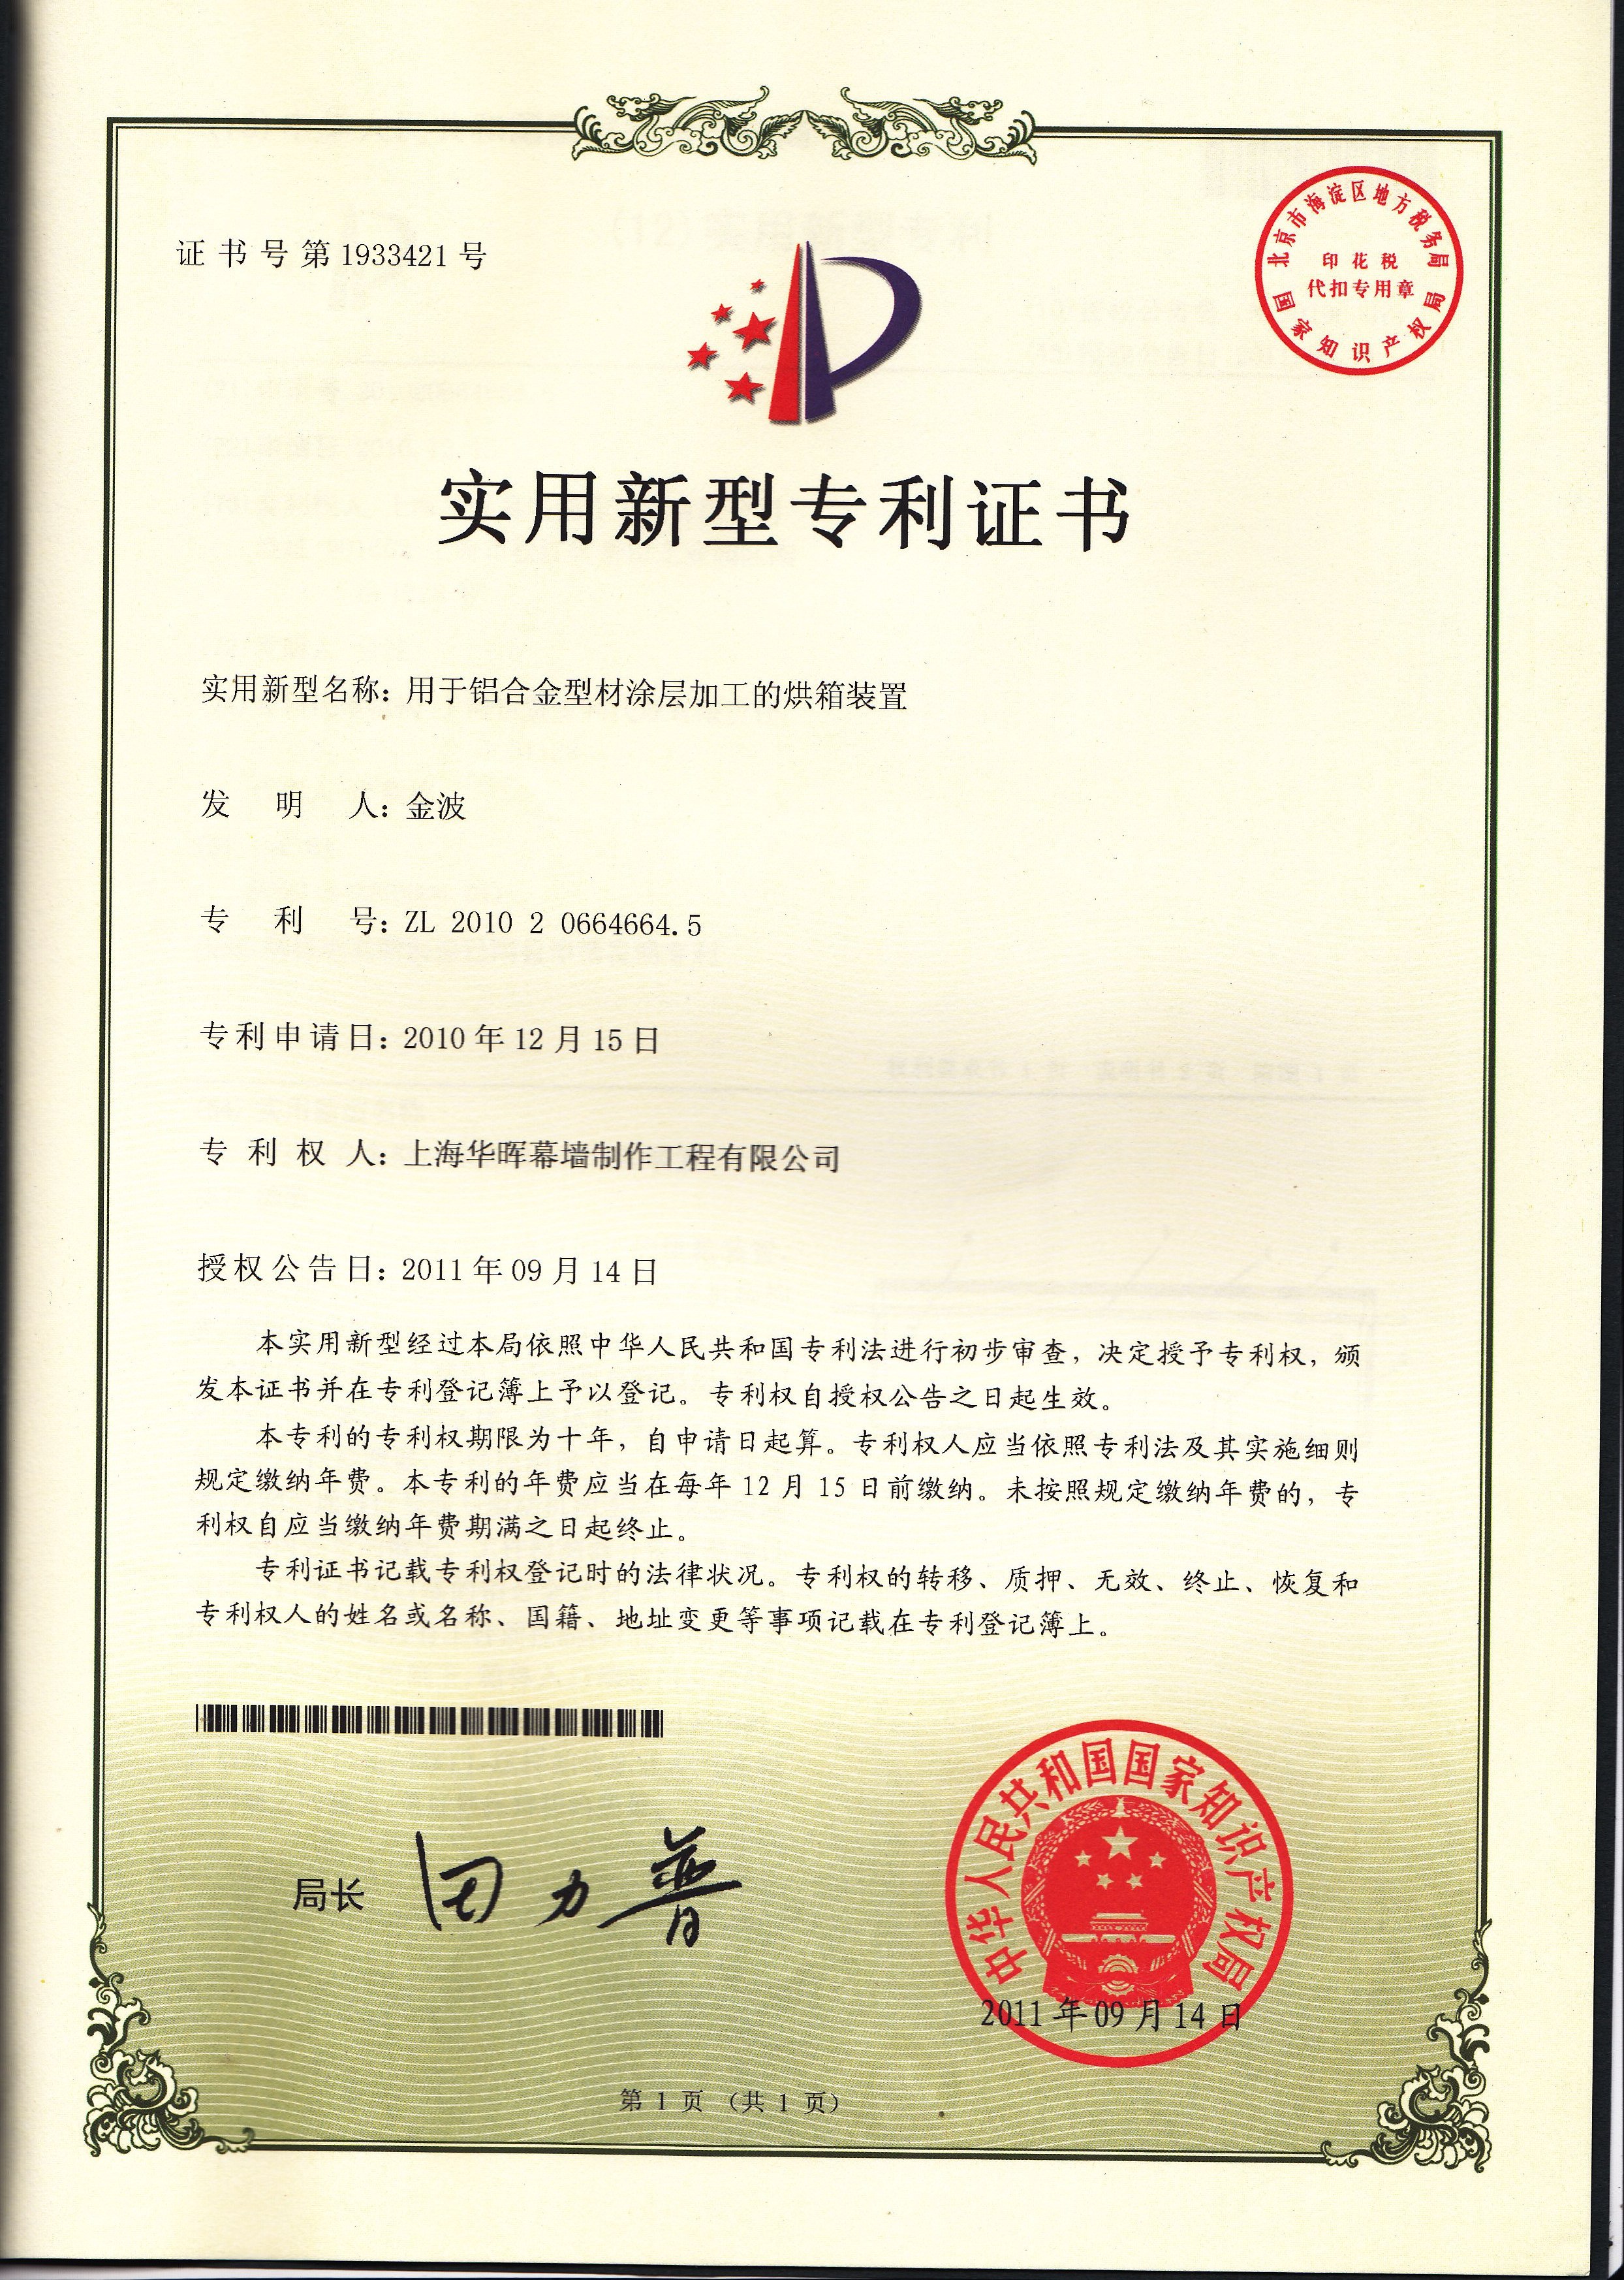 证书号第1933421号
北京市海淀区地方税务局
印花税
代扣专用章
国家知识产权局
实用新型专利证书
实用新型名称：用于铝合金型材涂层加工的烘箱装置
发明人：金波
专利号：ZL 2010 2 0664664.5
专利申请日：2010年12月15日
专利权人：上海华晖幕墙制作工程有限公司
授权公告日：2011年09月14日
本实用新型经过本局依照中华人民共和国专利法进行初步审查，决定授予专利权，颁
发本证书并在专利登记簿上予以登记。专利权自授权公告之日起生效。
本专利的专利权期限为十年，自申请日起算。专利权人应当依照专利法及其实施细则
规定缴纳年费。本专利的年费应当在每年12月15日前缴纳。未按照规定缴纳年费的，专
利权自应当缴纳年费期满之日起终止。
专利证书记载专利权登记时的法律状况。专利权的转移、质押、无效、终止、恢复和
专利权人的姓名或名称、国籍、地址变更等事项记载在专利登记簿上。
局长 田力普
中华人民共和国国家知识产权局
2011年09月14日
第1页（共1页）